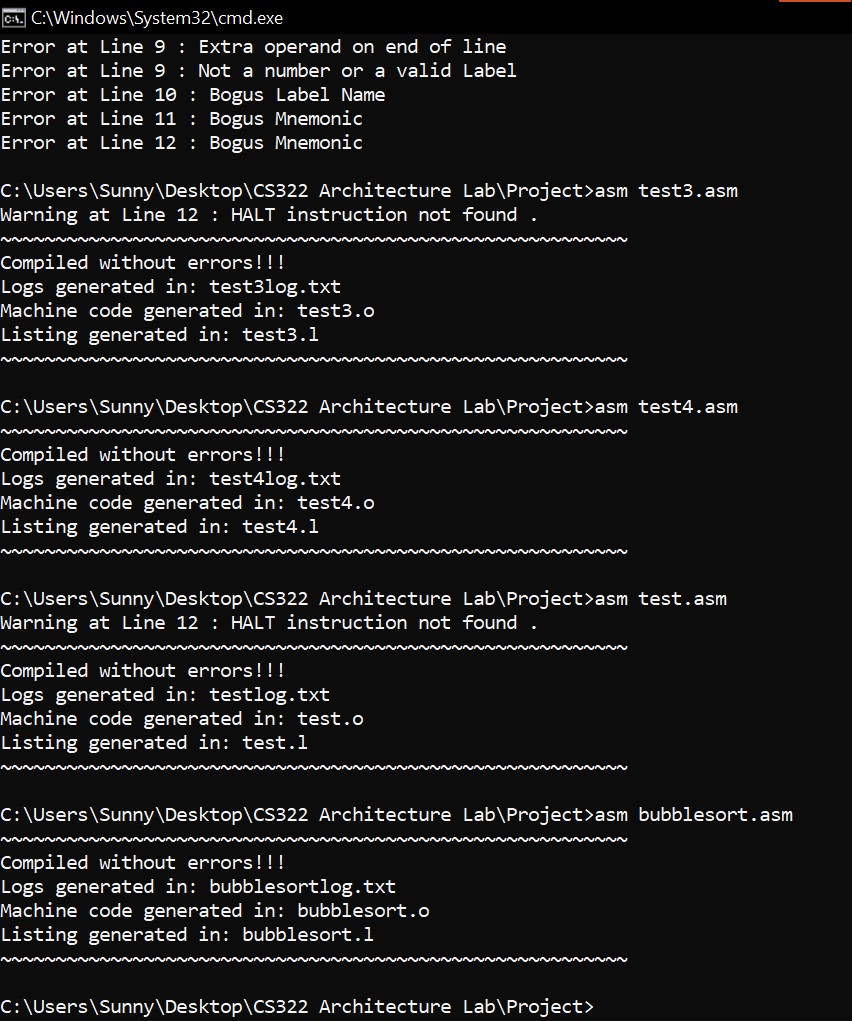 C:\Windows\System32\cmd.exe
Error at Line 9 : Extra operand on end of line
Error at Line 9 : Not a number or a valid Label
Error at Line 10 : Bogus Label Name
Error at Line 11 : Bogus Mnemonic
Error at Line 12 : Bogus Mnemonic
C:\Users\Sunny\Desktop\CS322 Architecture Lab\Project>asm test3.asm
Warning at Line 12 : HALT instruction not found .
~~~~~~~~~~~~~~~~~~~~~~~~~~~~~~~~~~~~~~~~~~~~~~~~~~~~~~~~~
Compiled without errors!!!
Logs generated in: test3log.txt
Machine code generated in: test3.o
Listing generated in: test3.l
~~~~~~~~~~~~~~~~~~~~~~~~~~~~~~~~~~~~~~~~~~~~~~~~~~~~~~~~~
C:\Users\Sunny\Desktop\CS322 Architecture Lab\Project>asm test4.asm
~~~~~~~~~~~~~~~~~~~~~~~~~~~~~~~~~~~~~~~~~~~~~~~~~~~~~~~~~
Compiled without errors!!!
Logs generated in: test4log.txt
Machine code generated in: test4.o
Listing generated in: test4.l
~~~~~~~~~~~~~~~~~~~~~~~~~~~~~~~~~~~~~~~~~~~~~~~~~~~~~~~~~
C:\Users\Sunny\Desktop\CS322 Architecture Lab\Project>asm test.asm
Warning at Line 12 : HALT instruction not found .
~~~~~~~~~~~~~~~~~~~~~~~~~~~~~~~~~~~~~~~~~~~~~~~~~~~~~~~~~
Compiled without errors!!!
Logs generated in: testlog.txt
Machine code generated in: test.o
Listing generated in: test.l
~~~~~~~~~~~~~~~~~~~~~~~~~~~~~~~~~~~~~~~~~~~~~~~~~~~~~~~~~
C:\Users\Sunny\Desktop\CS322 Architecture Lab\Project>asm bubblesort.asm
~~~~~~~~~~~~~~~~~~~~~~~~~~~~~~~~~~~~~~~~~~~~~~~~~~~~~~~~~
Compiled without errors!!!
Logs generated in: bubblesortlog.txt
Machine code generated in: bubblesort.o
Listing generated in: bubblesort.l
~~~~~~~~~~~~~~~~~~~~~~~~~~~~~~~~~~~~~~~~~~~~~~~~~~~~~~~~~
C:\Users\Sunny\Desktop\CS322 Architecture Lab\Project>